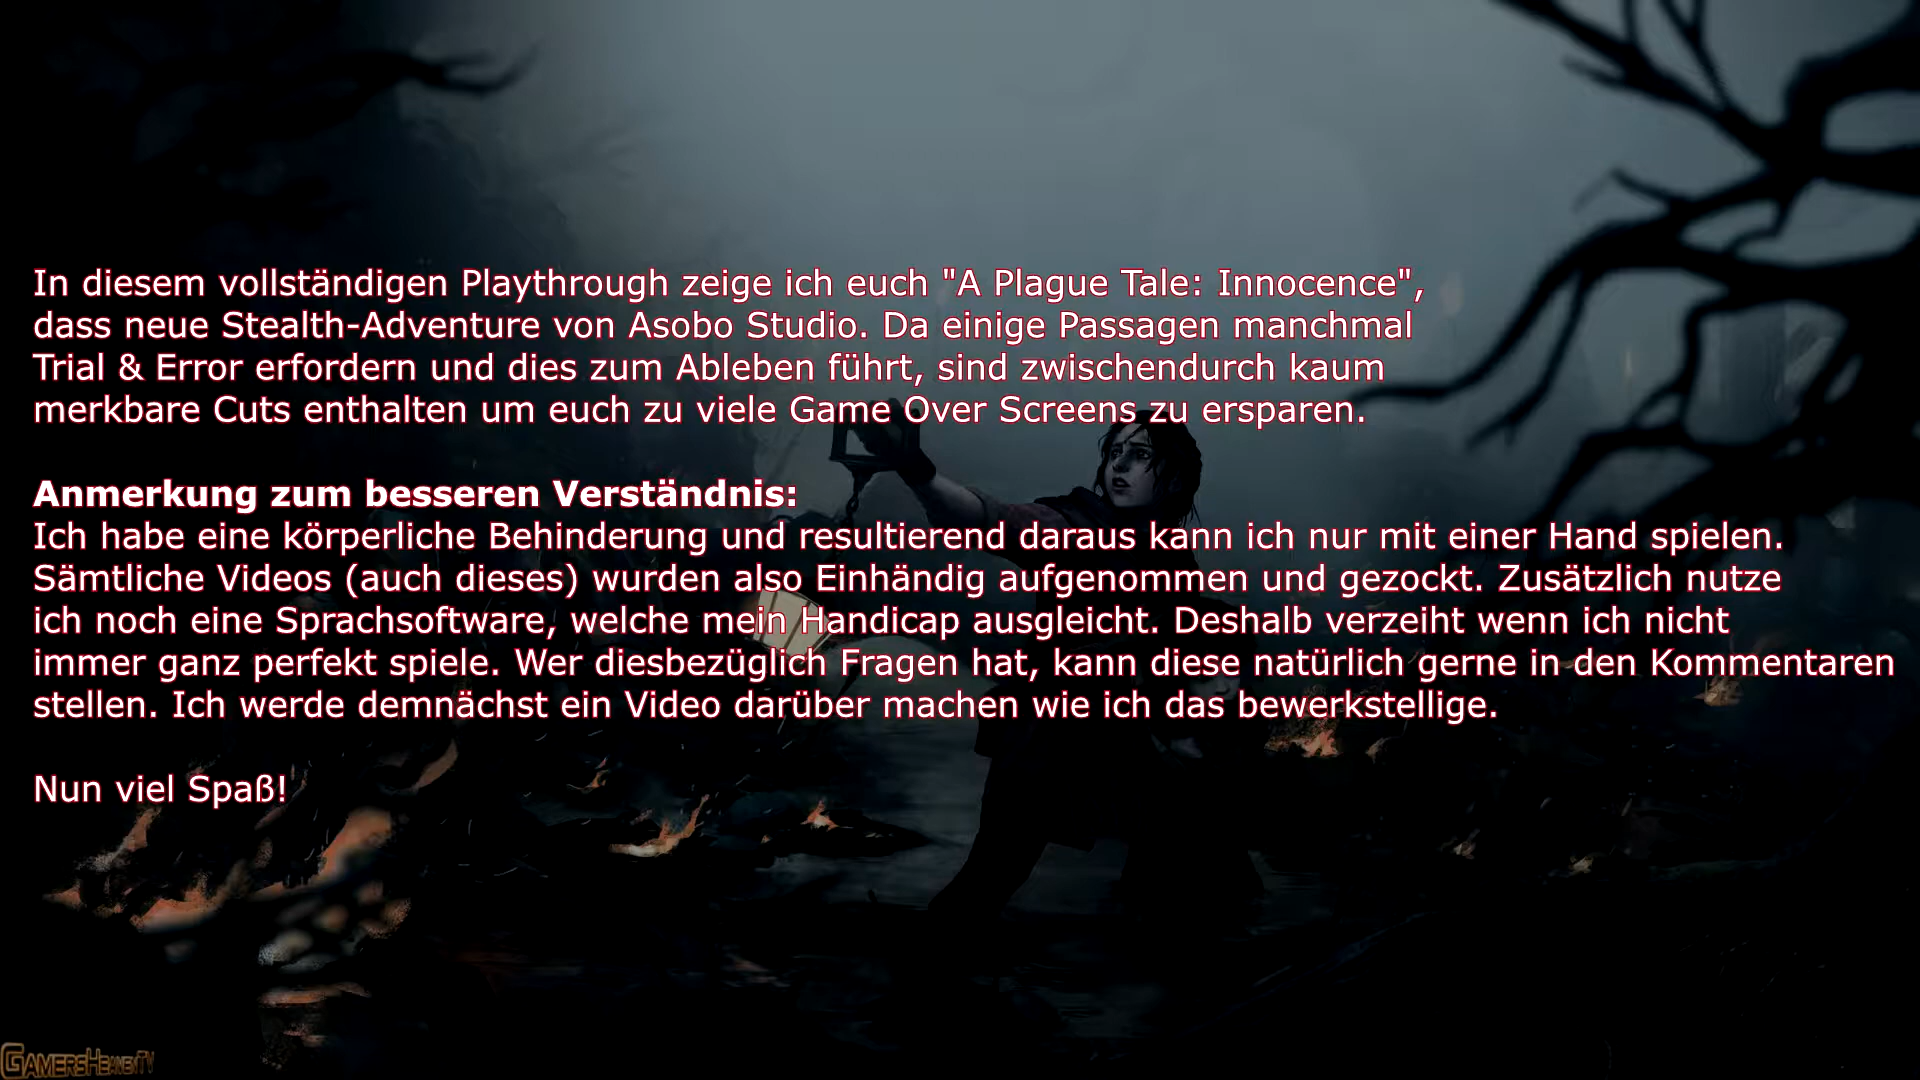 In diesem vollständigen Playthrough zeige ich euch "A Plague Tale: Innocence",
dass neue Stealth-Adventure von Asobo Studio. Da einige Passagen manchmal
Trial & Error erfordern und dies zum Ableben führt, sind zwischendurch kaum
merkbare Cuts enthalten um euch zu viele Game Over Screens zu ersparen.
Anmerkung zum besseren Verständnis:
Ich habe eine körperliche Behinderung und resultierend daraus kann ich nur mit einer Hand spielen.
Sämtliche Videos (auch dieses) wurden also Einhändig aufgenommen und gezockt. Zusätzlich nutze
ich noch eine Sprachsoftware, welche mein Handicap ausgleicht. Deshalb verzeiht wenn ich nicht
immer ganz perfekt spiele. Wer diesbezüglich Fragen hat, kann diese natürlich gerne in den Kommentaren
stellen. Ich werde demnächst ein Video darüber machen wie ich das bewerkstellige.
Nun viel Spaß!
GamersHeavenTV